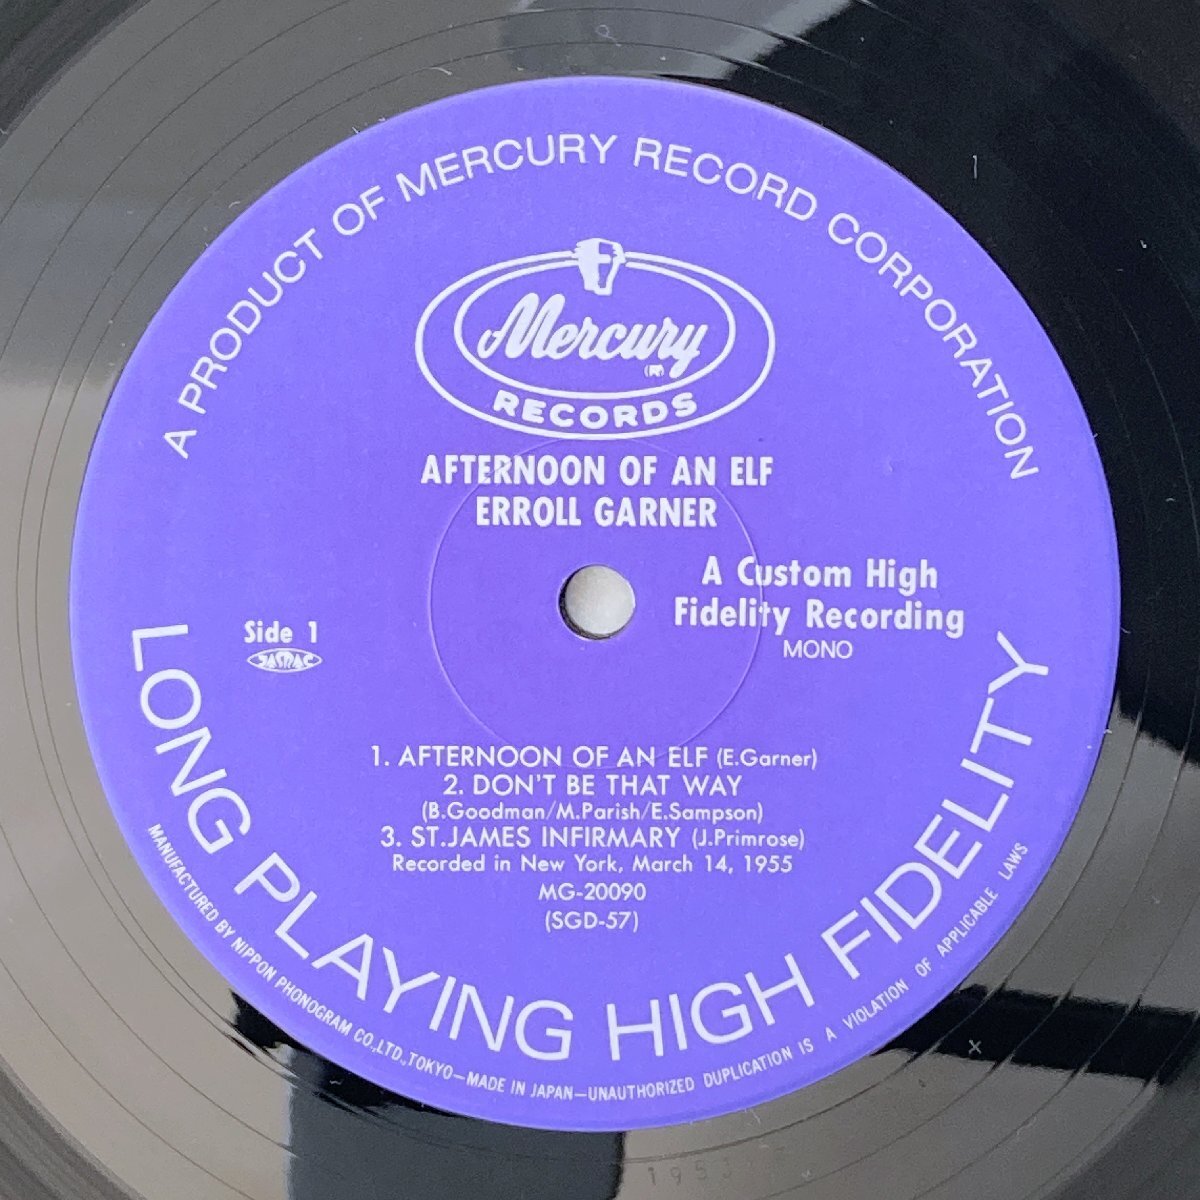 A PRODUCT OF MERCURY RECORD CORPORATION
Mercury
(R)
RECORDS
AFTERNOON OF AN ELF
ERROLL GARNER
A Custom High
Fidelity Recording
MONO
Side 1
JASRAC
1. AFTERNOON OF AN ELF (E.Garner)
2. DON'T BE THAT WAY
(B.Goodman/M.Parish/E.Sampson)
3. ST.JAMES INFIRMARY (J.Primrose)
Recorded in New York, March 14, 1955
MG-20090
(SGD-57)
LONG PLAYING HIGH FIDELITY
MANUFACTURED BY NIPPON PHONOGRAM CO.,LTD.,TOKYO—MADE IN JAPAN—UNAUTHORIZED DUPLICATION IS A VIOLATION OF APPLICABLE LAWS